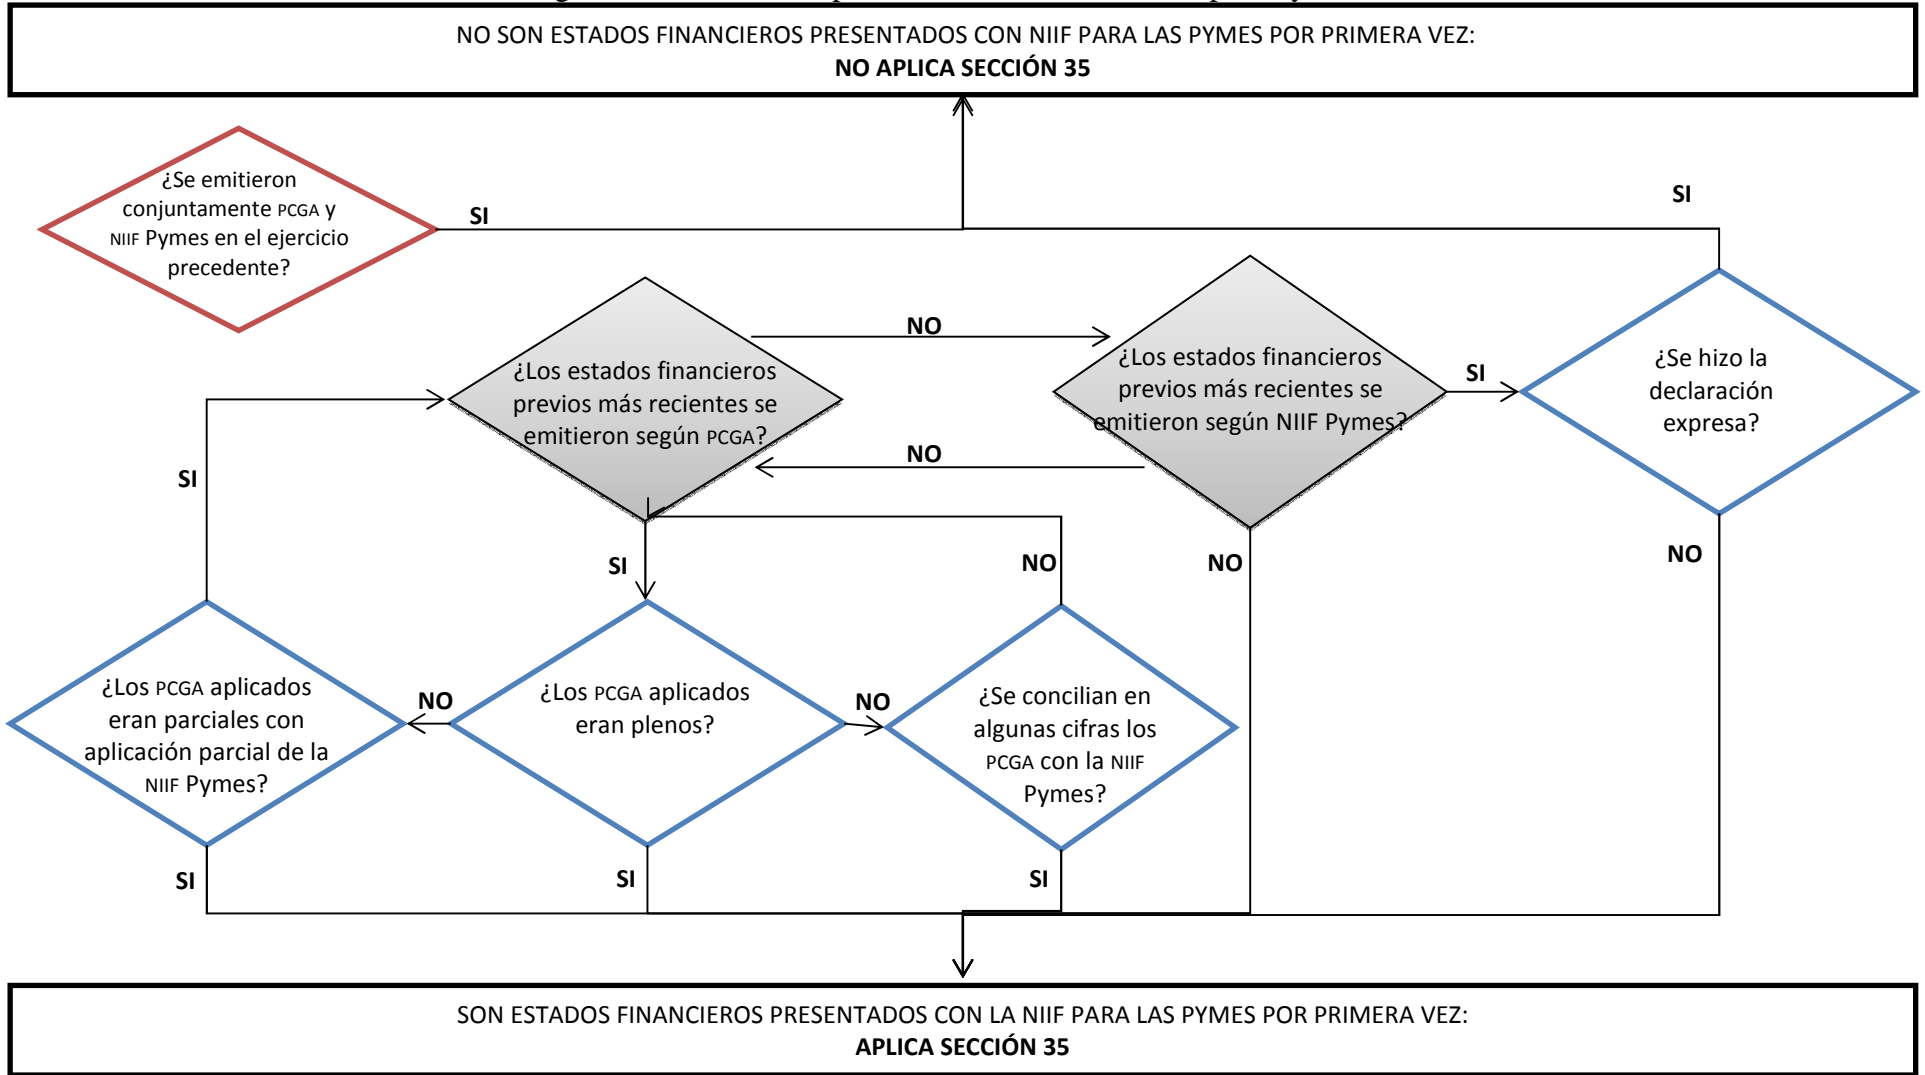 NO SON ESTADOS FINANCIEROS PRESENTADOS CON NIIF PARA LAS PYMES POR PRIMERA VEZ:
NO APLICA SECCIÓN 35
¿Se emitieron
conjuntamente PCGA y
NIIF Pymes en el ejercicio
precedente?
SI
SI
¿Los estados financieros
previos más recientes se
emitieron según PCGA?
NO
NO
¿Los estados financieros
previos más recientes se
emitieron según NIIF Pymes?
SI
¿Se hizo la
declaración
expresa?
SI
SI
NO
NO
NO
¿Los PCGA aplicados
eran parciales con
aplicación parcial de la
NIIF Pymes?
NO
¿Los PCGA aplicados
eran plenos?
NO
¿Se concilian en
algunas cifras los
PCGA con la NIIF
Pymes?
SI
SI
SI
SON ESTADOS FINANCIEROS PRESENTADOS CON LA NIIF PARA LAS PYMES POR PRIMERA VEZ:
APLICA SECCIÓN 35